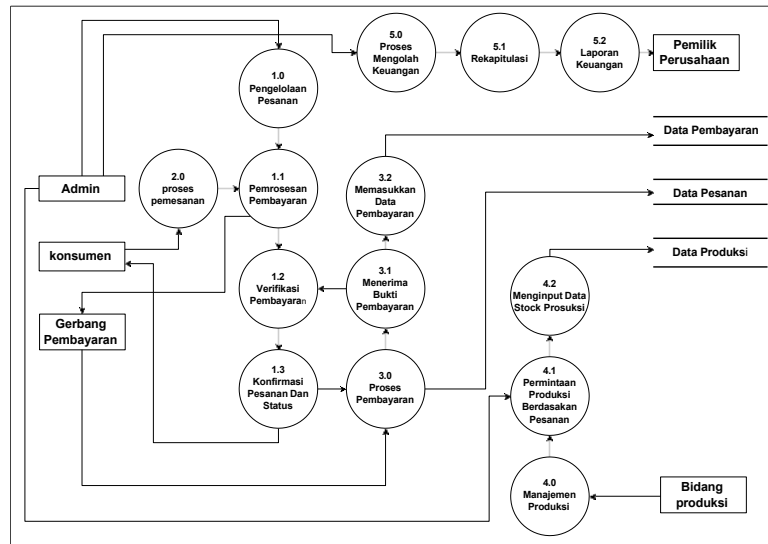 5.0
Proses
Mengolah
Keuangan
5.1
Rekapitulasi
5.2
Laporan
Keuangan
Pemilik
Perusahaan
1.0
Pengelolaan
Pesanan
Data Pembayaran
3.2
Memasukkan
Data
Pembayaran
Admin
2.0
proses
pemesanan
1.1
Pemrosesan
Pembayaran
Data Pesanan
konsumen
Data Produksi
1.2
Verifikasi
Pembayaran
3.1
Menerima
Bukti
Pembayaran
4.2
Menginput Data
Stock Prosuksi
Gerbang
Pembayaran
1.3
Konfirmasi
Pesanan Dan
Status
3.0
Proses
Pembayaran
4.1
Permintaan
Produksi
Berdasakan
Pesanan
4.0
Manajemen
Produksi
Bidang
produksi